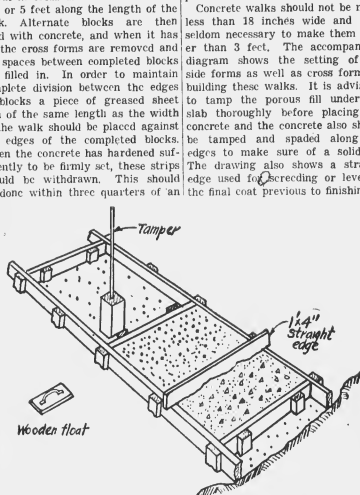 or 5 feet along the length of the
k. Alternate blocks are then
d with concrete, and when it has
the cross forms are removed and
spaces between completed blocks
filled in. In order to maintain
plete division between the edges
blocks a piece of greased sheet
of the same length as the width
the walk should be placed against
edges of the completed blocks.
en the concrete has hardened suf-
ently to be firmly set, these strips
uld be withdrawn. This should
done within three quarters of an
Concrete walks should not be
less than 18 inches wide and
seldom necessary to make them
er than 3 feet. The accompan
diagram shows the setting of
side forms as well as cross form
building these walks. It is advis
to tamp the porous fill under
slab thoroughly before placing
concrete and the concrete also sh
be tamped and spaded along
edges to make sure of a solid
The drawing also shows a stra
edge used for screeding or leve
the final coat previous to finishin
Tamper
1"x4"
straight
edge
Wooden float